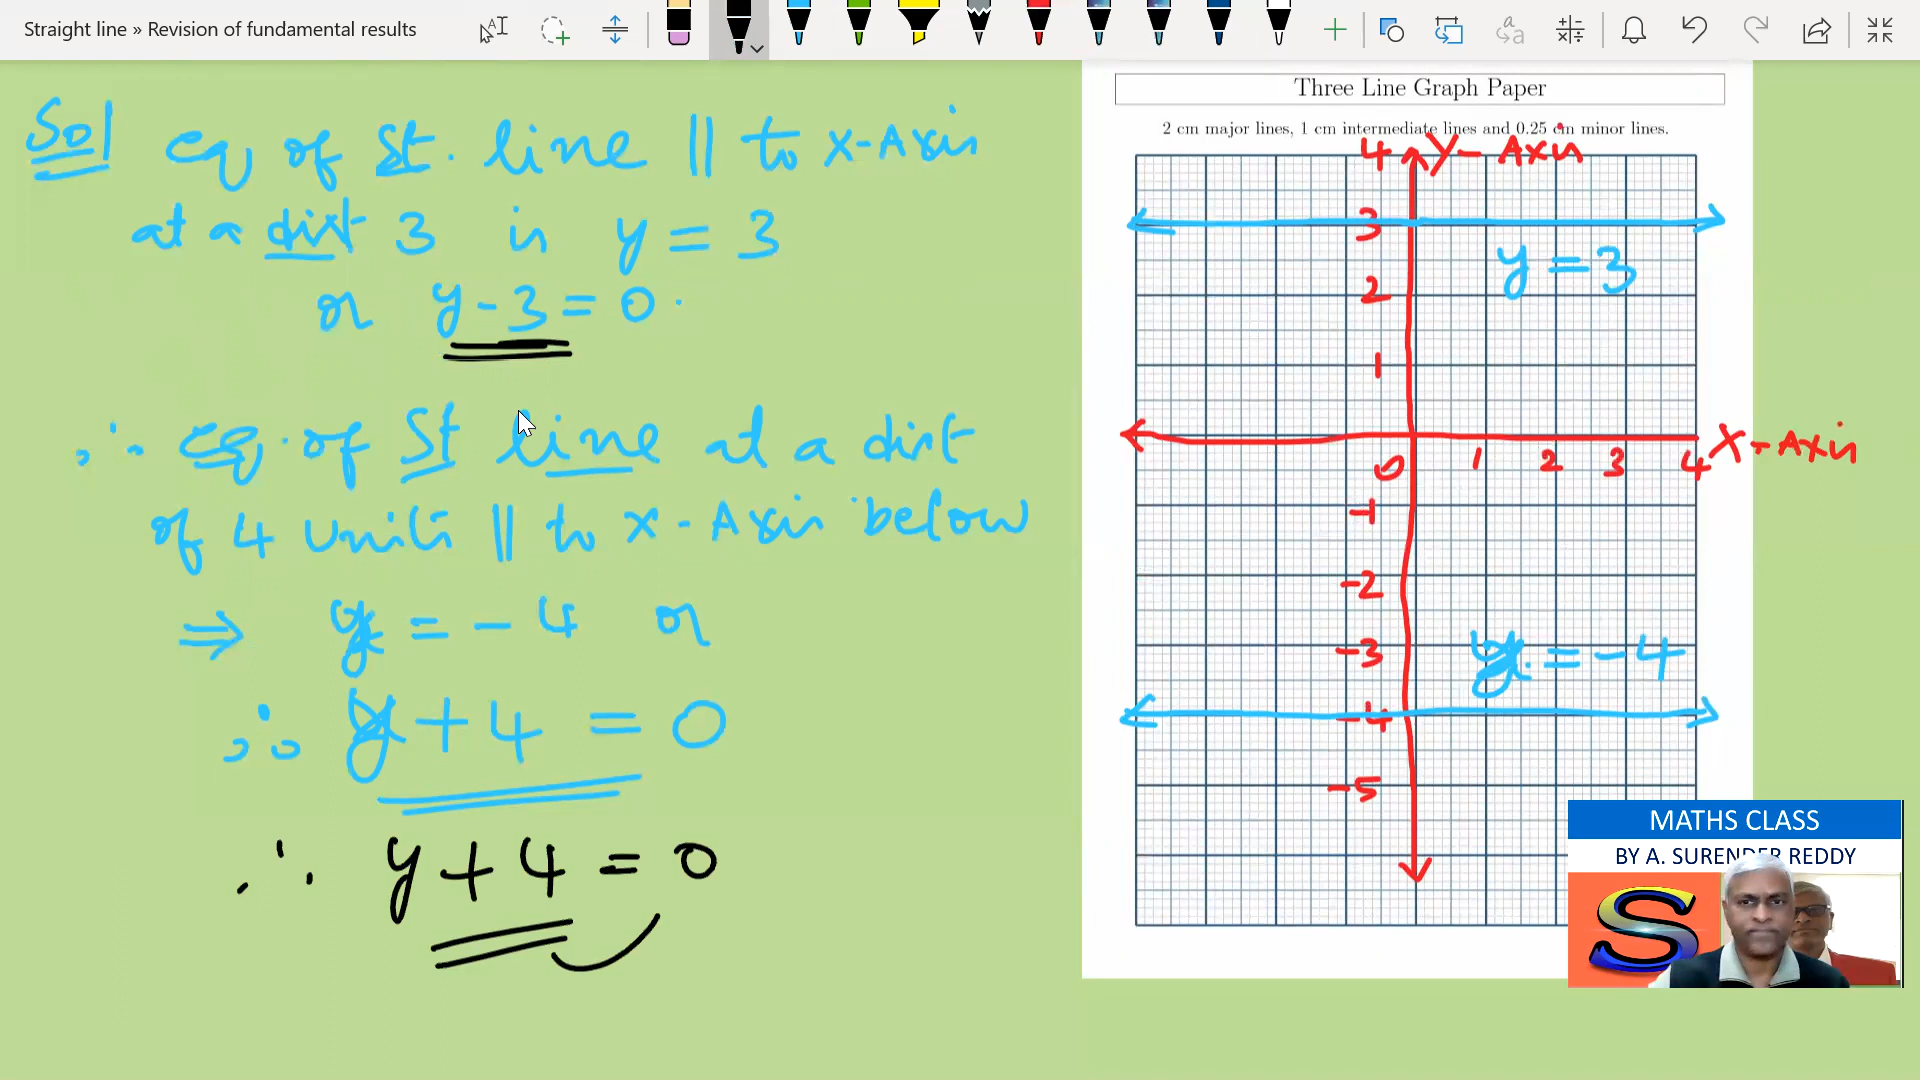 Straight line » Revision of fundamental results
Sol eq of St. line || to x-Axis
at a dist 3 is y = 3
or y - 3 = 0.
∴ eq. of St line at a dist
of 4 units || to x-Axis below
⇒ y = - 4 or
∴ y + 4 = 0
∴ y + 4 = 0
Three Line Graph Paper
2 cm major lines, 1 cm intermediate lines and 0.25 cm minor lines.
4 Y-Axis
3
y = 3
2
1
X-Axis
0 1 2 3 4
-1
-2
-3
y = -4
-4
-5
MATHS CLASS
BY A. SURENDER REDDY
S